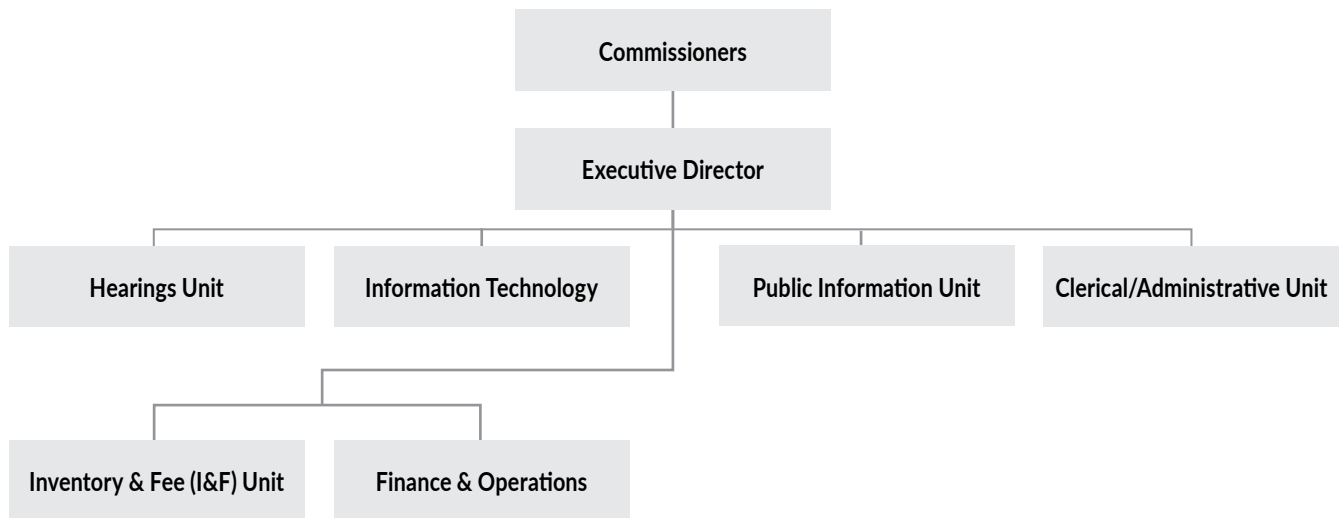 Commissioners
Executive Director
Hearings Unit
Information Technology
Public Information Unit
Clerical/Administrative Unit
Inventory & Fee (I&F) Unit
Finance & Operations